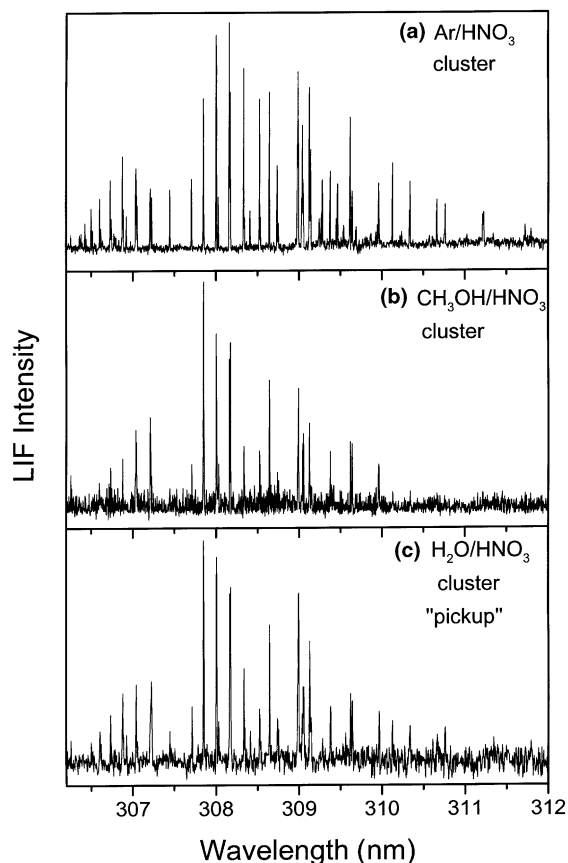 (a) Ar/HNO₃
cluster
(b) CH₃OH/HNO₃
cluster
(c) H₂O/HNO₃
cluster
"pickup"
LIF Intensity
307 308 309 310 311 312
Wavelength (nm)